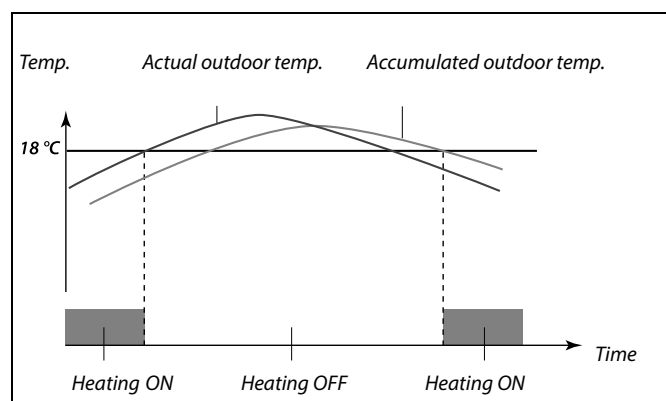 Temp.
Actual outdoor temp.
Accumulated outdoor temp.
18 °C
Time
Heating ON
Heating OFF
Heating ON